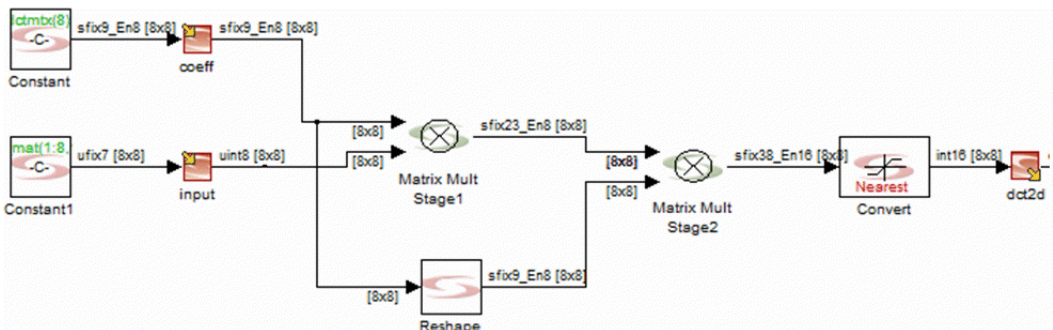 lctmtx(8)
-C-
Constant
sfix9_En8 [8x8]
coeff
sfix9_En8 [8x8]
mat(1:8,
-C-
Constant1
ufix7 [8x8]
input
uint8 [8x8]
[8x8]
[8x8]
Matrix Mult
Stage1
sfix23_En8 [8x8]
[8x8]
Reshape
sfix9_En8 [8x8]
[8x8]
[8x8]
Matrix Mult
Stage2
sfix38_En16 [8x8]
Nearest
Convert
int16 [8x8]
dct2d